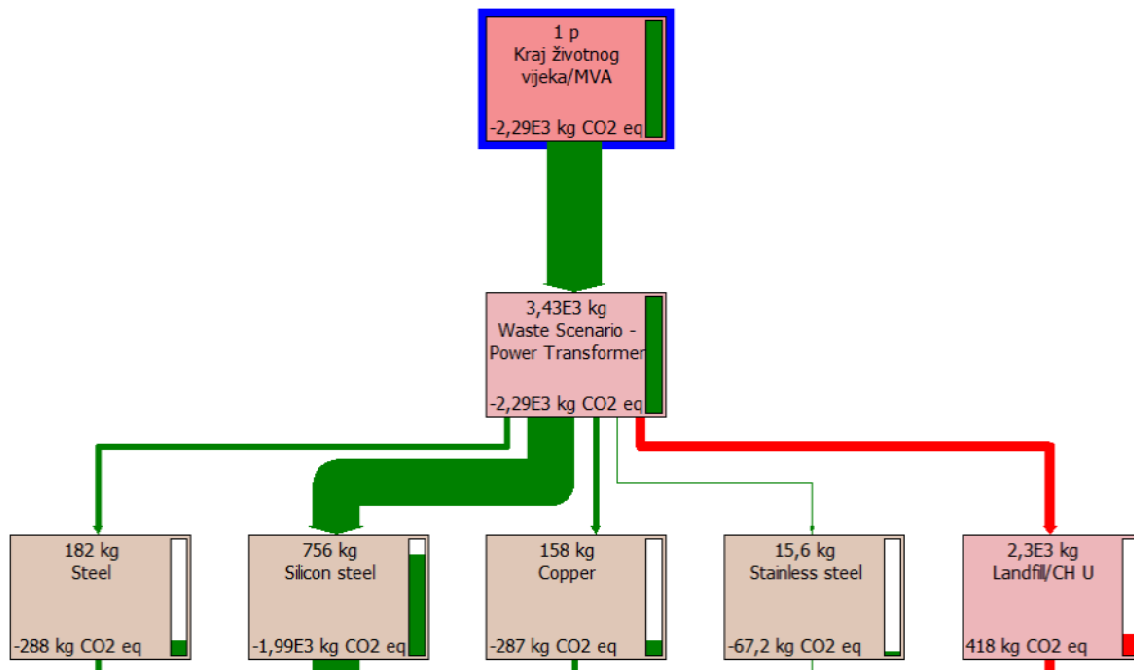 1 p
Kraj životnog
vijeka/MVA
-2,29E3 kg CO2 eq
3,43E3 kg
Waste Scenario -
Power Transformer
-2,29E3 kg CO2 eq
182 kg
Steel
-288 kg CO2 eq
756 kg
Silicon steel
-1,99E3 kg CO2 eq
158 kg
Copper
-287 kg CO2 eq
15,6 kg
Stainless steel
-67,2 kg CO2 eq
2,3E3 kg
Landfill/CH U
418 kg CO2 eq